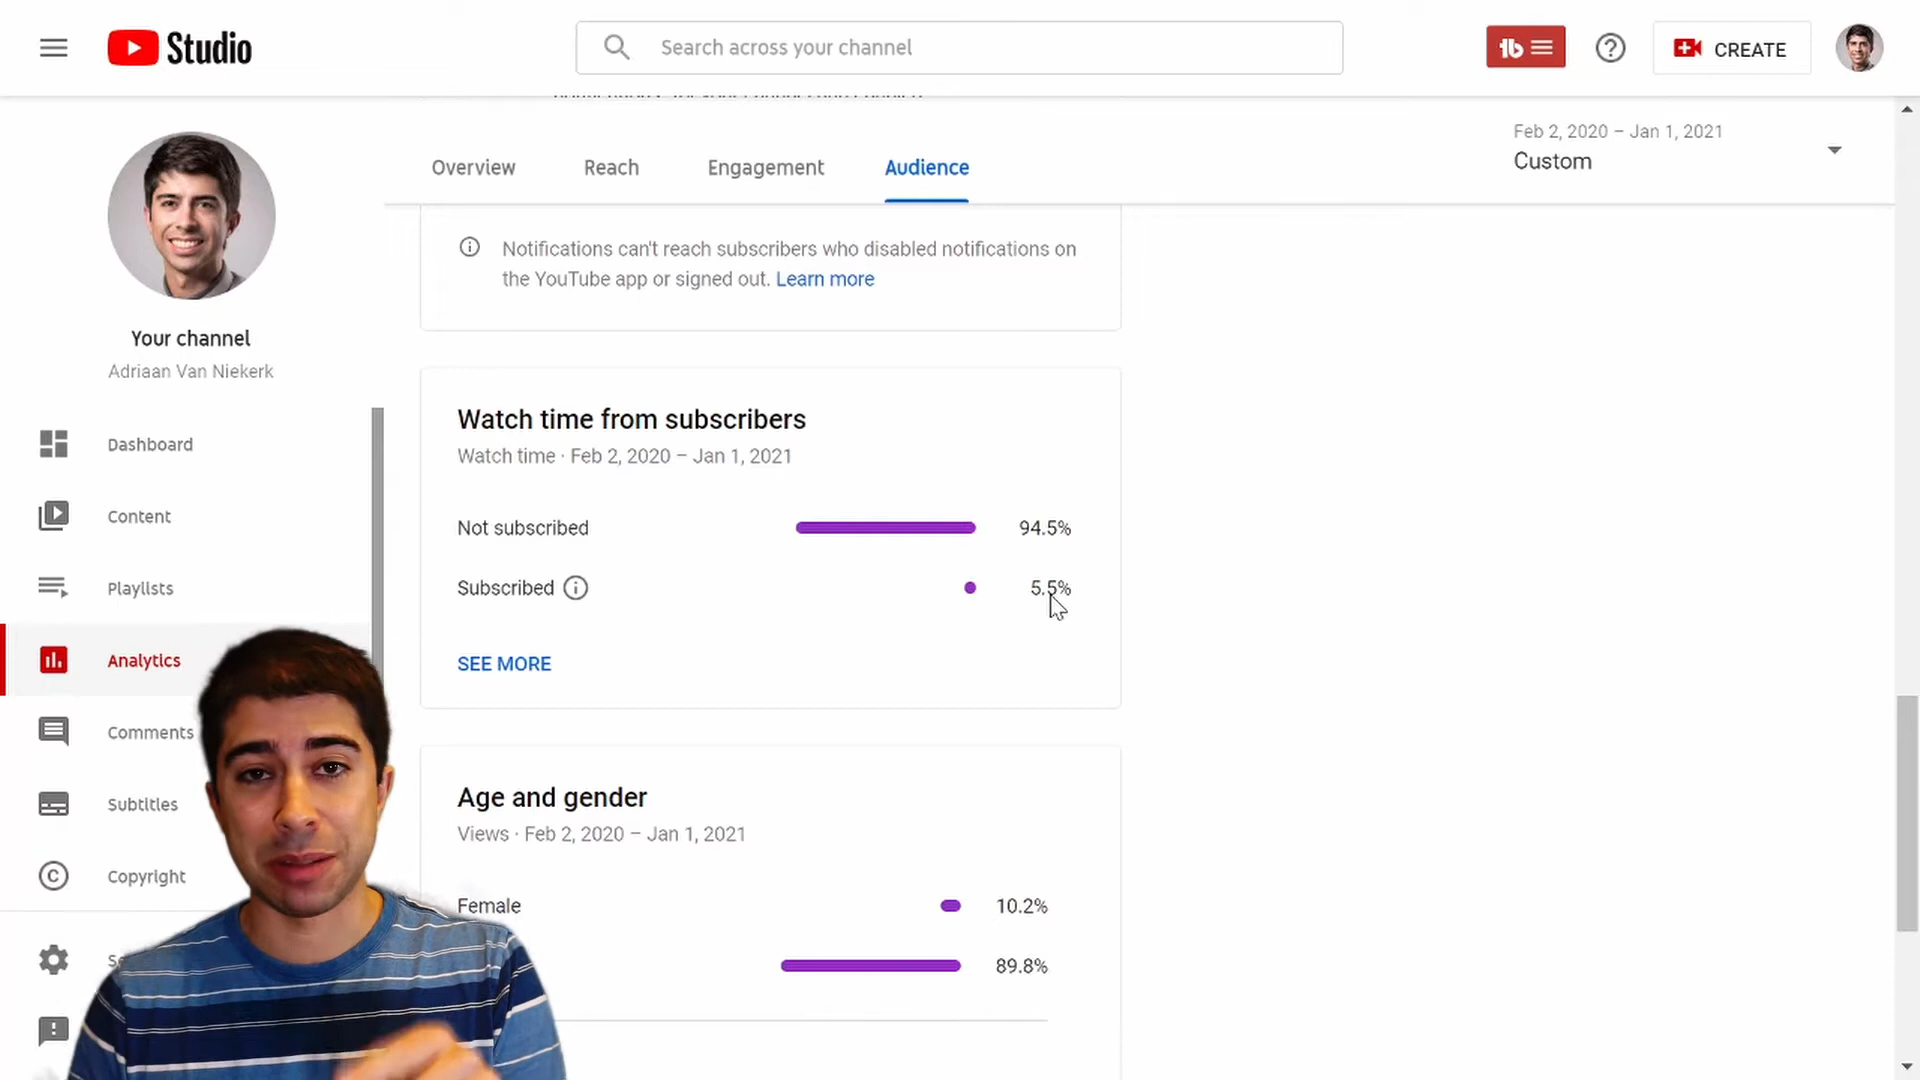 Studio
Search across your channel
CREATE
Feb 2, 2020 – Jan 1, 2021
Custom
Overview
Reach
Engagement
Audience
Notifications can't reach subscribers who disabled notifications on
the YouTube app or signed out. Learn more
Your channel
Adriaan Van Niekerk
Dashboard
Content
Playlists
Analytics
Comments
Subtitles
Copyright
Watch time from subscribers
Watch time · Feb 2, 2020 – Jan 1, 2021
Not subscribed 94.5%
Subscribed 5.5%
SEE MORE
Age and gender
Views · Feb 2, 2020 – Jan 1, 2021
Female 10.2%
89.8%